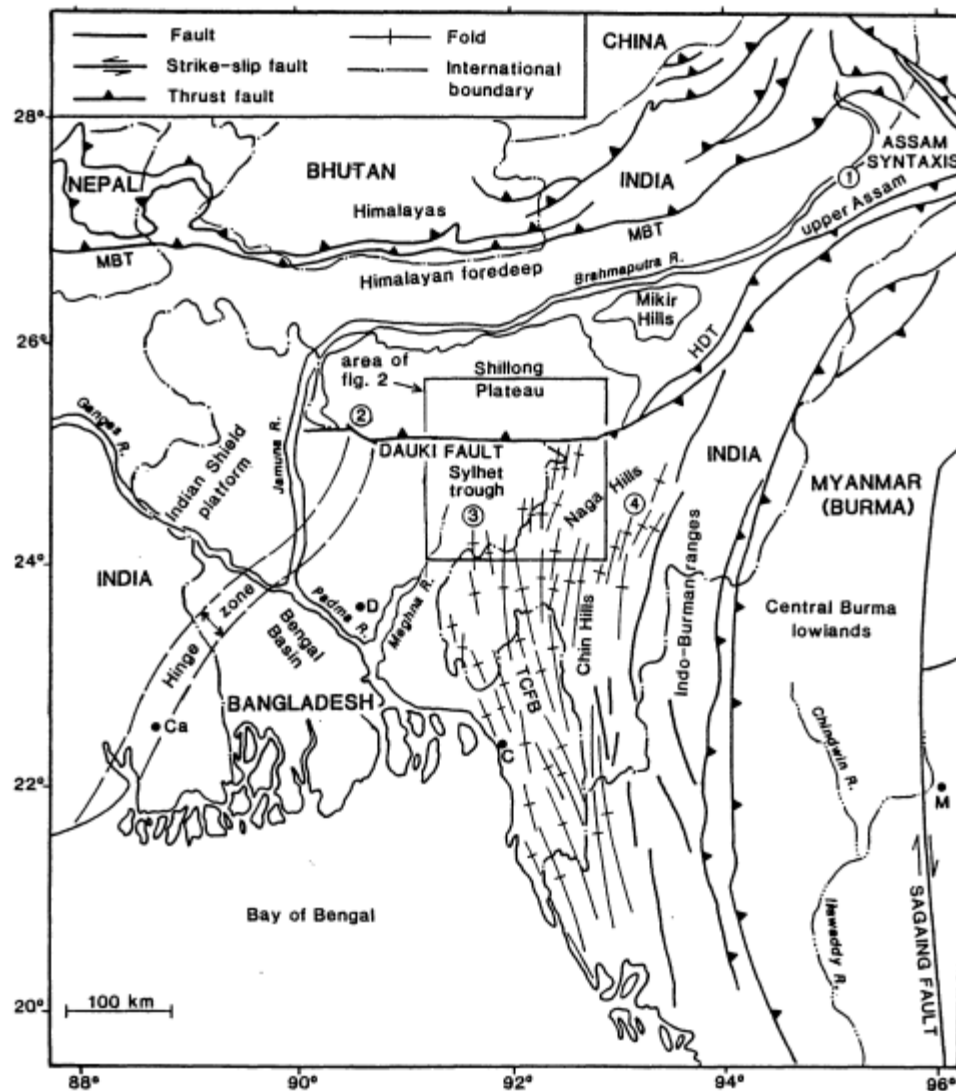 Fault
Strike-slip fault
Thrust fault
Fold
International
boundary
CHINA
28°
ASSAM
SYNTAXIS
1
NEPAL
BHUTAN
INDIA
Himalayas
upper Assam
MBT
MBT
Himalayan foredeep
Brahmaputra R.
Mikir
Hills
26°
HDT
area of
fig. 2
Shillong
Plateau
2
Ganges R.
Jamuna R.
DAUKI FAULT
Indian Shield
platform
Sylhet
trough
3
Naga Hills
4
INDIA
MYANMAR
(BURMA)
24°
INDIA
Hinge zone
Padma R.
D
Meghna R.
Bengal
Basin
TCFB
Chin Hills
Indo-Burman ranges
Central Burma
lowlands
BANGLADESH
Ca
C
Chindwin R.
22°
M
Bay of Bengal
Irrawaddy R.
SAGAING FAULT
20°
100 km
88°
90°
92°
94°
96°